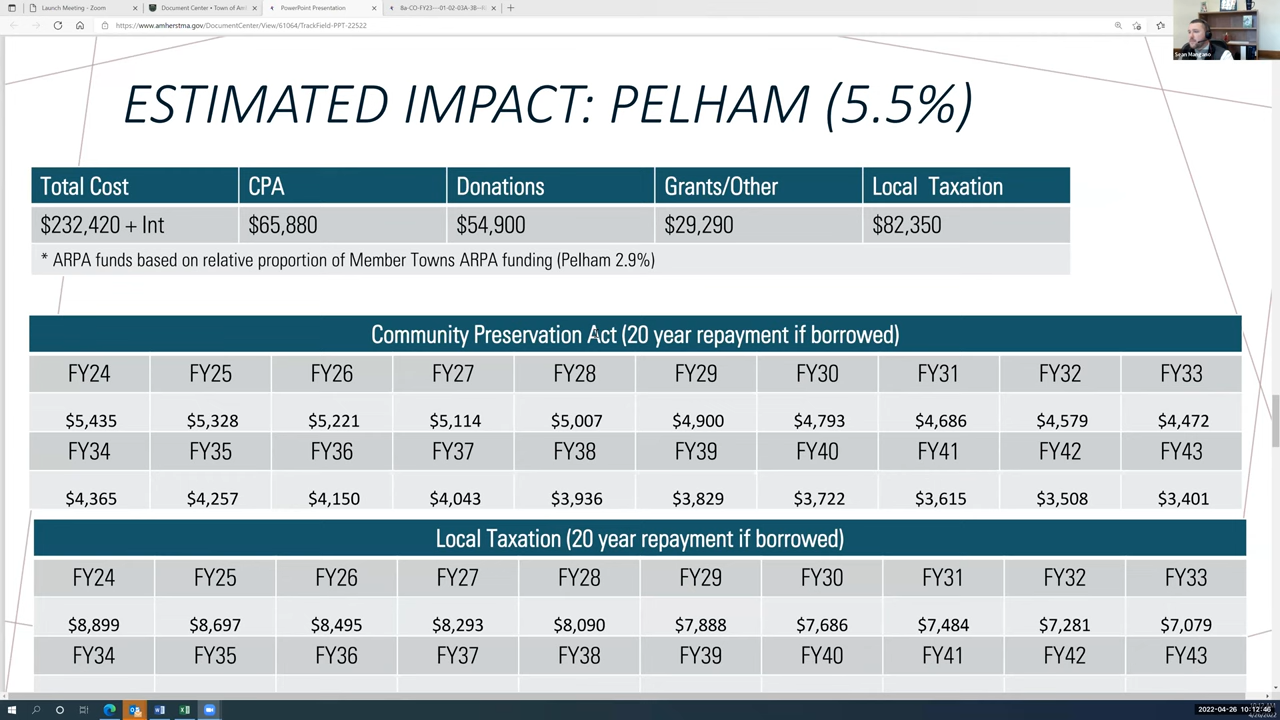 Launch Meeting - Zoom
Document Center • Town of Am
PowerPoint Presentation
https://www.amherstma.gov/DocumentCenter/View/61064/TrackField-PPT-22522
Sean Mangano
ESTIMATED IMPACT: PELHAM (5.5%)
Total Cost CPA Donations Grants/Other Local Taxation
$232,420 + Int $65,880 $54,900 $29,290 $82,350
* ARPA funds based on relative proportion of Member Towns ARPA funding (Pelham 2.9%)
Community Preservation Act (20 year repayment if borrowed)
FY24 FY25 FY26 FY27 FY28 FY29 FY30 FY31 FY32 FY33
$5,435 $5,328 $5,221 $5,114 $5,007 $4,900 $4,793 $4,686 $4,579 $4,472
FY34 FY35 FY36 FY37 FY38 FY39 FY40 FY41 FY42 FY43
$4,365 $4,257 $4,150 $4,043 $3,936 $3,829 $3,722 $3,615 $3,508 $3,401
Local Taxation (20 year repayment if borrowed)
FY24 FY25 FY26 FY27 FY28 FY29 FY30 FY31 FY32 FY33
$8,899 $8,697 $8,495 $8,293 $8,090 $7,888 $7,686 $7,484 $7,281 $7,079
FY34 FY35 FY36 FY37 FY38 FY39 FY40 FY41 FY42 FY43
2022-04-26 10:12:46